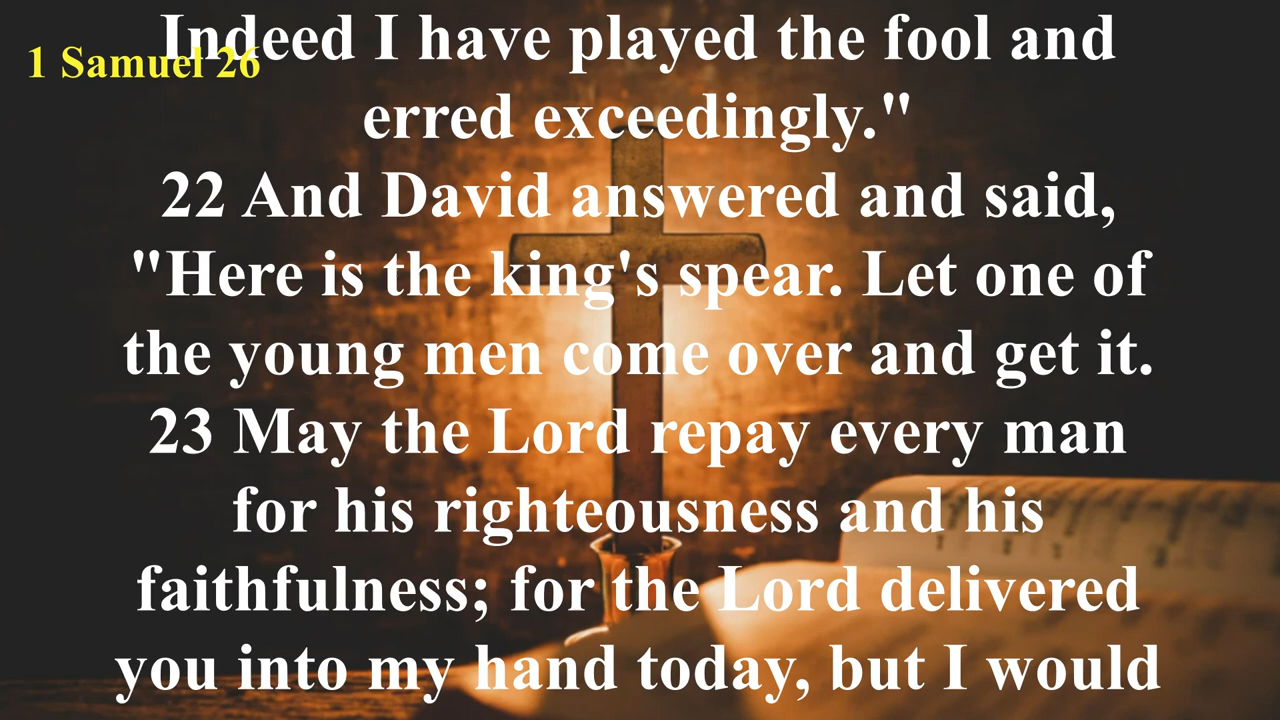 1 Samuel 26
Indeed I have played the fool and
erred exceedingly."
22 And David answered and said,
"Here is the king's spear. Let one of
the young men come over and get it.
23 May the Lord repay every man
for his righteousness and his
faithfulness; for the Lord delivered
you into my hand today, but I would